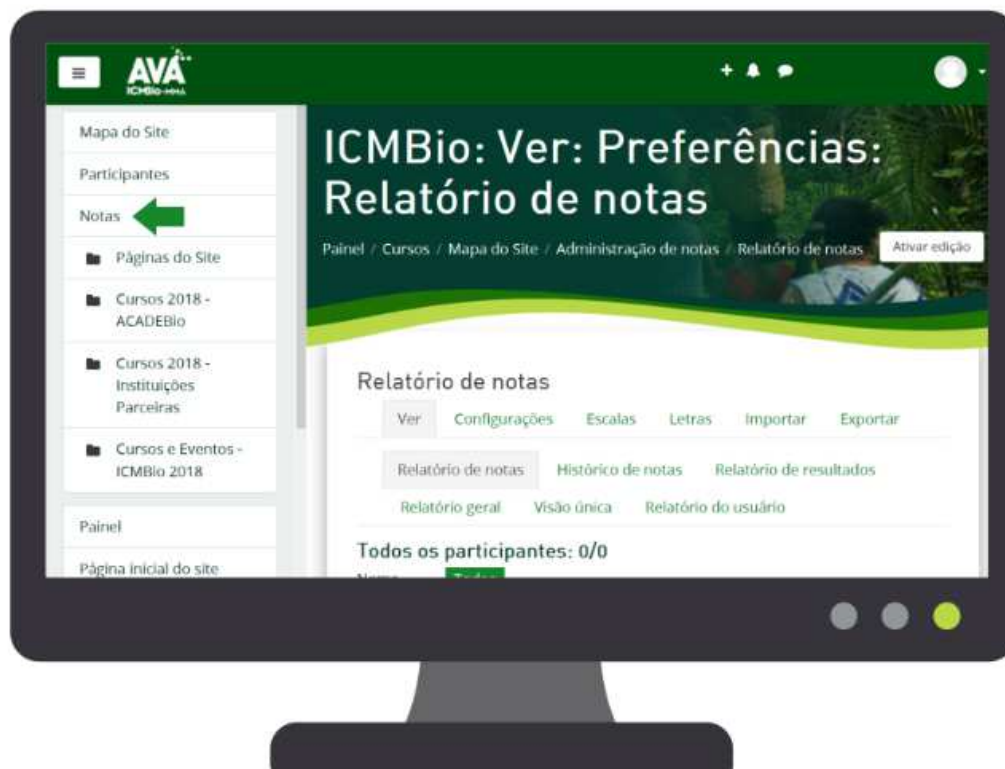 AVA
ICMBio-MMA
Mapa do Site
Participantes
Notas
Páginas do Site
Cursos 2018 -
ACADEBio
Cursos 2018 -
Instituições
Parceiras
Cursos e Eventos -
ICMBio 2018
Painel
Página inicial do site
ICMBio: Ver: Preferências:
Relatório de notas
Painel / Cursos / Mapa do Site / Administração de notas / Relatório de notas
Ativar edição
Relatório de notas
Ver Configurações Escalas Letras Importar Exportar
Relatório de notas Histórico de notas Relatório de resultados
Relatório geral Visão única Relatório do usuário
Todos os participantes: 0/0